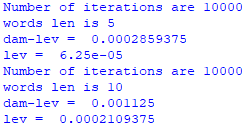 Number of iterations are 10000
words len is 5
dam-lev =  0.0002859375
lev =  6.25e-05
Number of iterations are 10000
words len is 10
dam-lev =  0.001125
lev =  0.0002109375